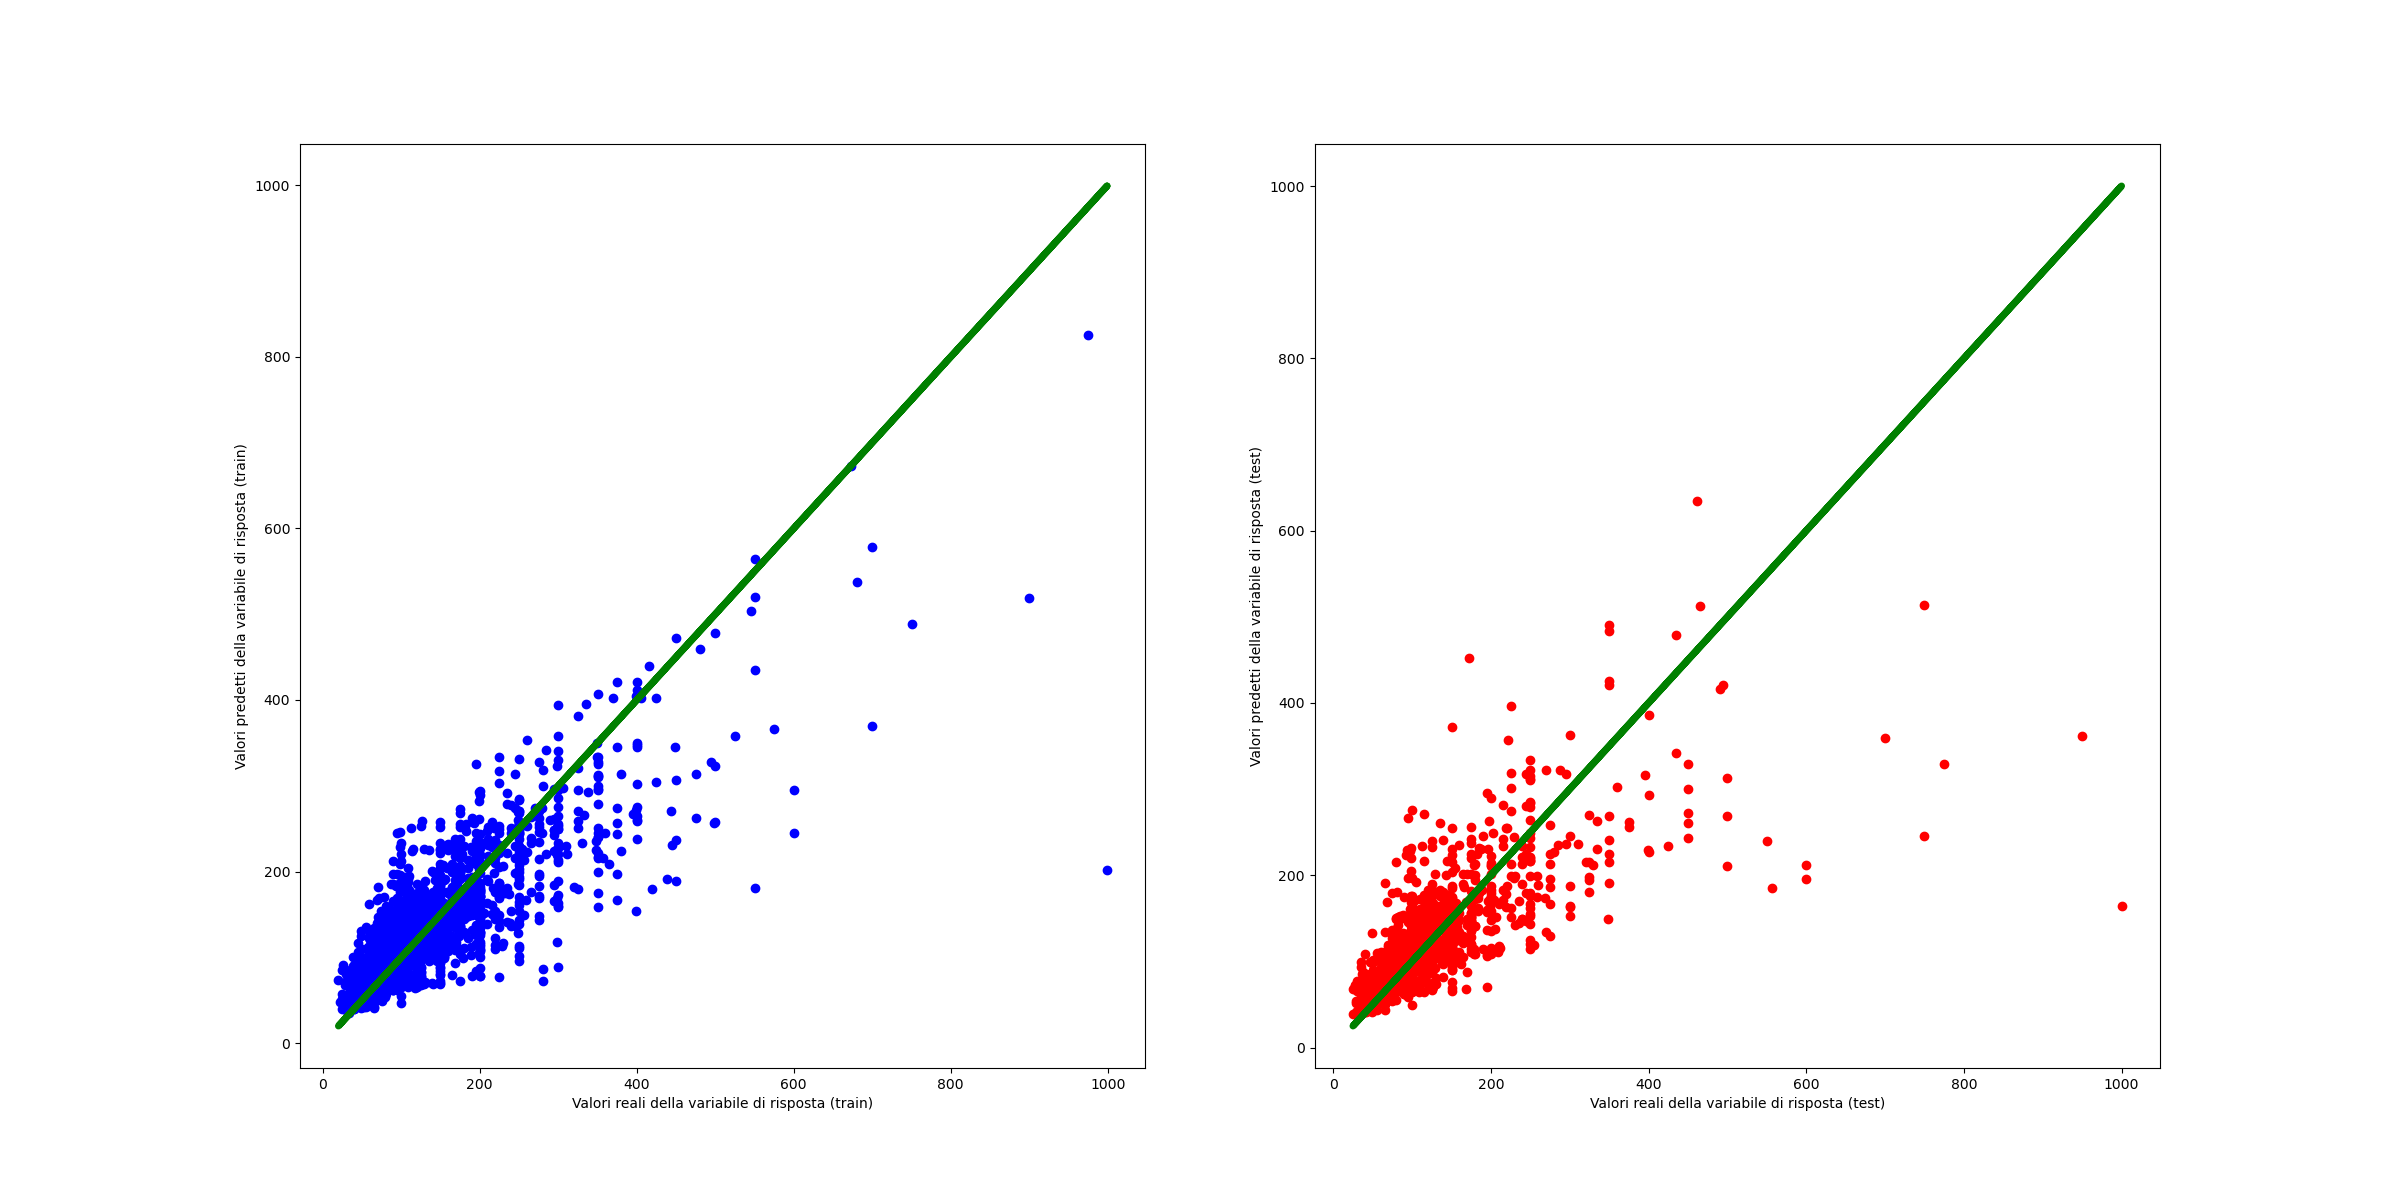 1000
800
600
400
200
0
Valori predetti della variabile di risposta (train)
0 200 400 600 800 1000
Valori reali della variabile di risposta (train)
1000
800
600
400
200
0
Valori predetti della variabile di risposta (test)
0 200 400 600 800 1000
Valori reali della variabile di risposta (test)